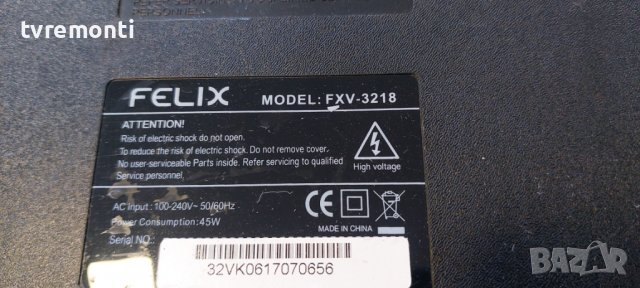 PERSONNEL
tvremonti
FELIX MODEL: FXV-3218
ATTENTION!
Risk of electric shock do not open.
To reduce the risk of electric shock. Do not remove cover.
No user-serviceable Parts inside. Refer servicing to qualified
Service personnel.
High voltage
AC input : 100-240V~ 50/60Hz
Power Consumption : 45W
Serial NO.:
CE
MADE IN CHINA
32VK0617070656
BAZAR